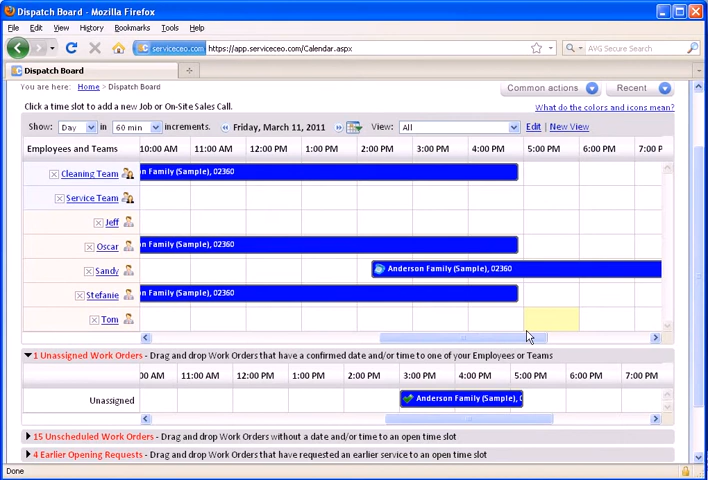 Dispatch Board - Mozilla Firefox
File Edit View History Bookmarks Tools Help
serviceceo.com https://app.serviceceo.com/Calendar.aspx AVG Secure Search
Dispatch Board
You are here: Home > Dispatch Board Common actions Recent
Click a time slot to add a new Job or On-Site Sales Call. What do the colors and icons mean?
Show: Day in 60 min increments. Friday, March 11, 2011 View: All Edit | New View
Employees and Teams 10:00 AM 11:00 AM 12:00 PM 1:00 PM 2:00 PM 3:00 PM 4:00 PM 5:00 PM 6:00 PM 7:00 P
Cleaning Team n Family (Sample), 02360
Service Team
Jeff
Oscar son Family (Sample), 02360
Sandy Anderson Family (Sample), 02360
Stefanie n Family (Sample), 02360
Tom
1 Unassigned Work Orders - Drag and drop Work Orders that have a confirmed date and/or time to one of your Employees or Teams
00 AM 11:00 AM 12:00 PM 1:00 PM 2:00 PM 3:00 PM 4:00 PM 5:00 PM 6:00 PM 7:00 PM
Unassigned Anderson Family (Sample),
15 Unscheduled Work Orders - Drag and drop Work Orders without a date and/or time to an open time slot
4 Earlier Opening Requests - Drag and drop Work Orders that have requested an earlier service to an open time slot
Done